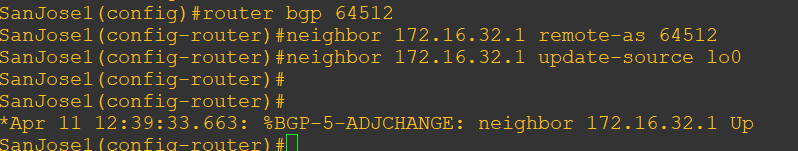 SanJose1(config)#router bgp 64512
SanJose1(config-router)#neighbor 172.16.32.1 remote-as 64512
SanJose1(config-router)#neighbor 172.16.32.1 update-source lo0
SanJose1(config-router)#
SanJose1(config-router)#
*Apr 11 12:39:33.663: %BGP-5-ADJCHANGE: neighbor 172.16.32.1 Up
SanJose1(config-router)#